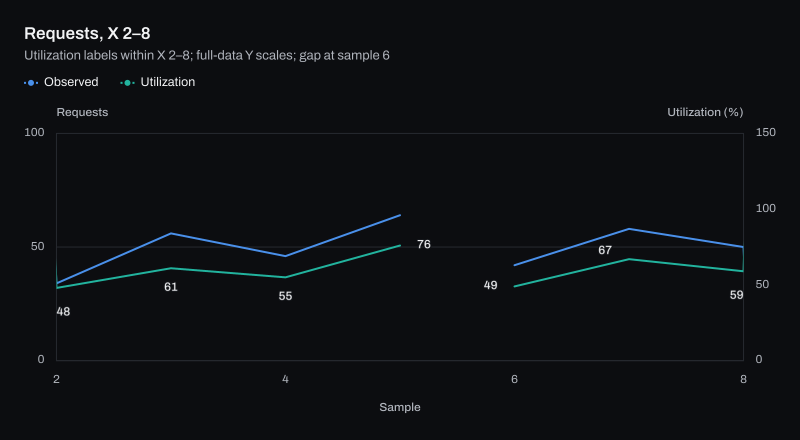 Requests, X 2–8
Utilization labels within X 2–8; full-data Y scales; gap at sample 6
Observed Utilization
Requests Utilization (%)
100 150
100
50 76 67
61 49 50
48 55 59
0 0
2 4 6 8
Sample